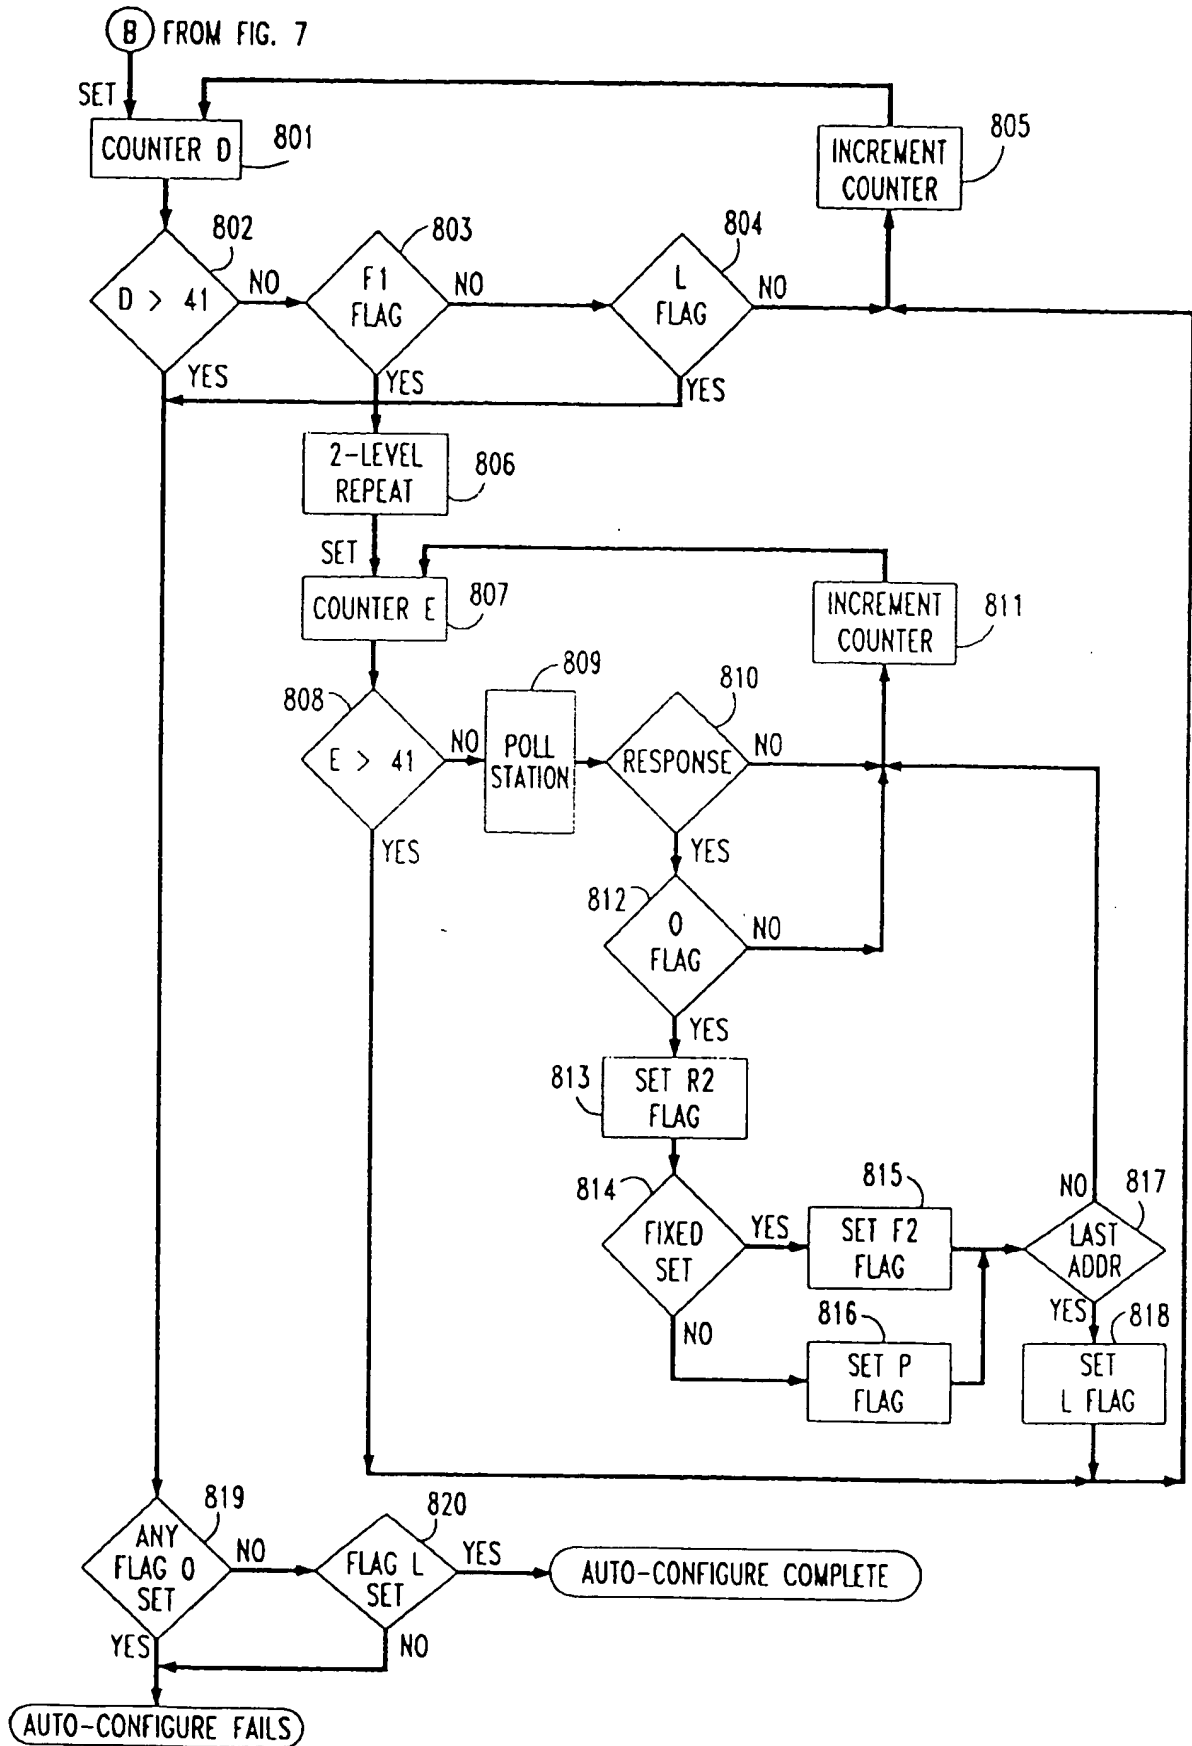 B FROM FIG. 7
SET
COUNTER D
801
INCREMENT
COUNTER
805
802
D > 41
NO
YES
803
F1
FLAG
NO
YES
804
L
FLAG
NO
YES
2-LEVEL
REPEAT
806
SET
COUNTER E
807
INCREMENT
COUNTER
811
808
E > 41
NO
YES
809
POLL
STATION
810
RESPONSE
NO
YES
812
O
FLAG
NO
YES
813
SET R2
FLAG
814
FIXED
SET
YES
NO
815
SET F2
FLAG
816
SET P
FLAG
817
NO
LAST
ADDR
YES
818
SET
L FLAG
819
ANY
FLAG O
SET
NO
YES
820
FLAG L
SET
YES
NO
AUTO-CONFIGURE COMPLETE
AUTO-CONFIGURE FAILS